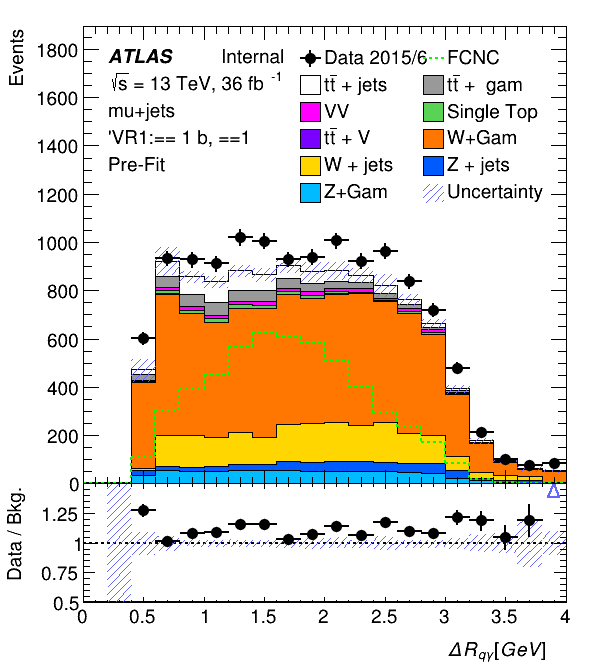 Events
1800
1600
1400
1200
1000
800
600
400
200
0
ATLAS Internal
√s = 13 TeV, 36 fb -1
mu+jets
'VR1:== 1 b, ==1
Pre-Fit
Data 2015/6 FCNC
tt̄ + jets tt̄ + gam
VV Single Top
tt̄ + V W+Gam
W + jets Z + jets
Z+Gam Uncertainty
Data / Bkg.
1.25
1
0.75
0.5
0 0.5 1 1.5 2 2.5 3 3.5 4
ΔR_qγ[GeV]